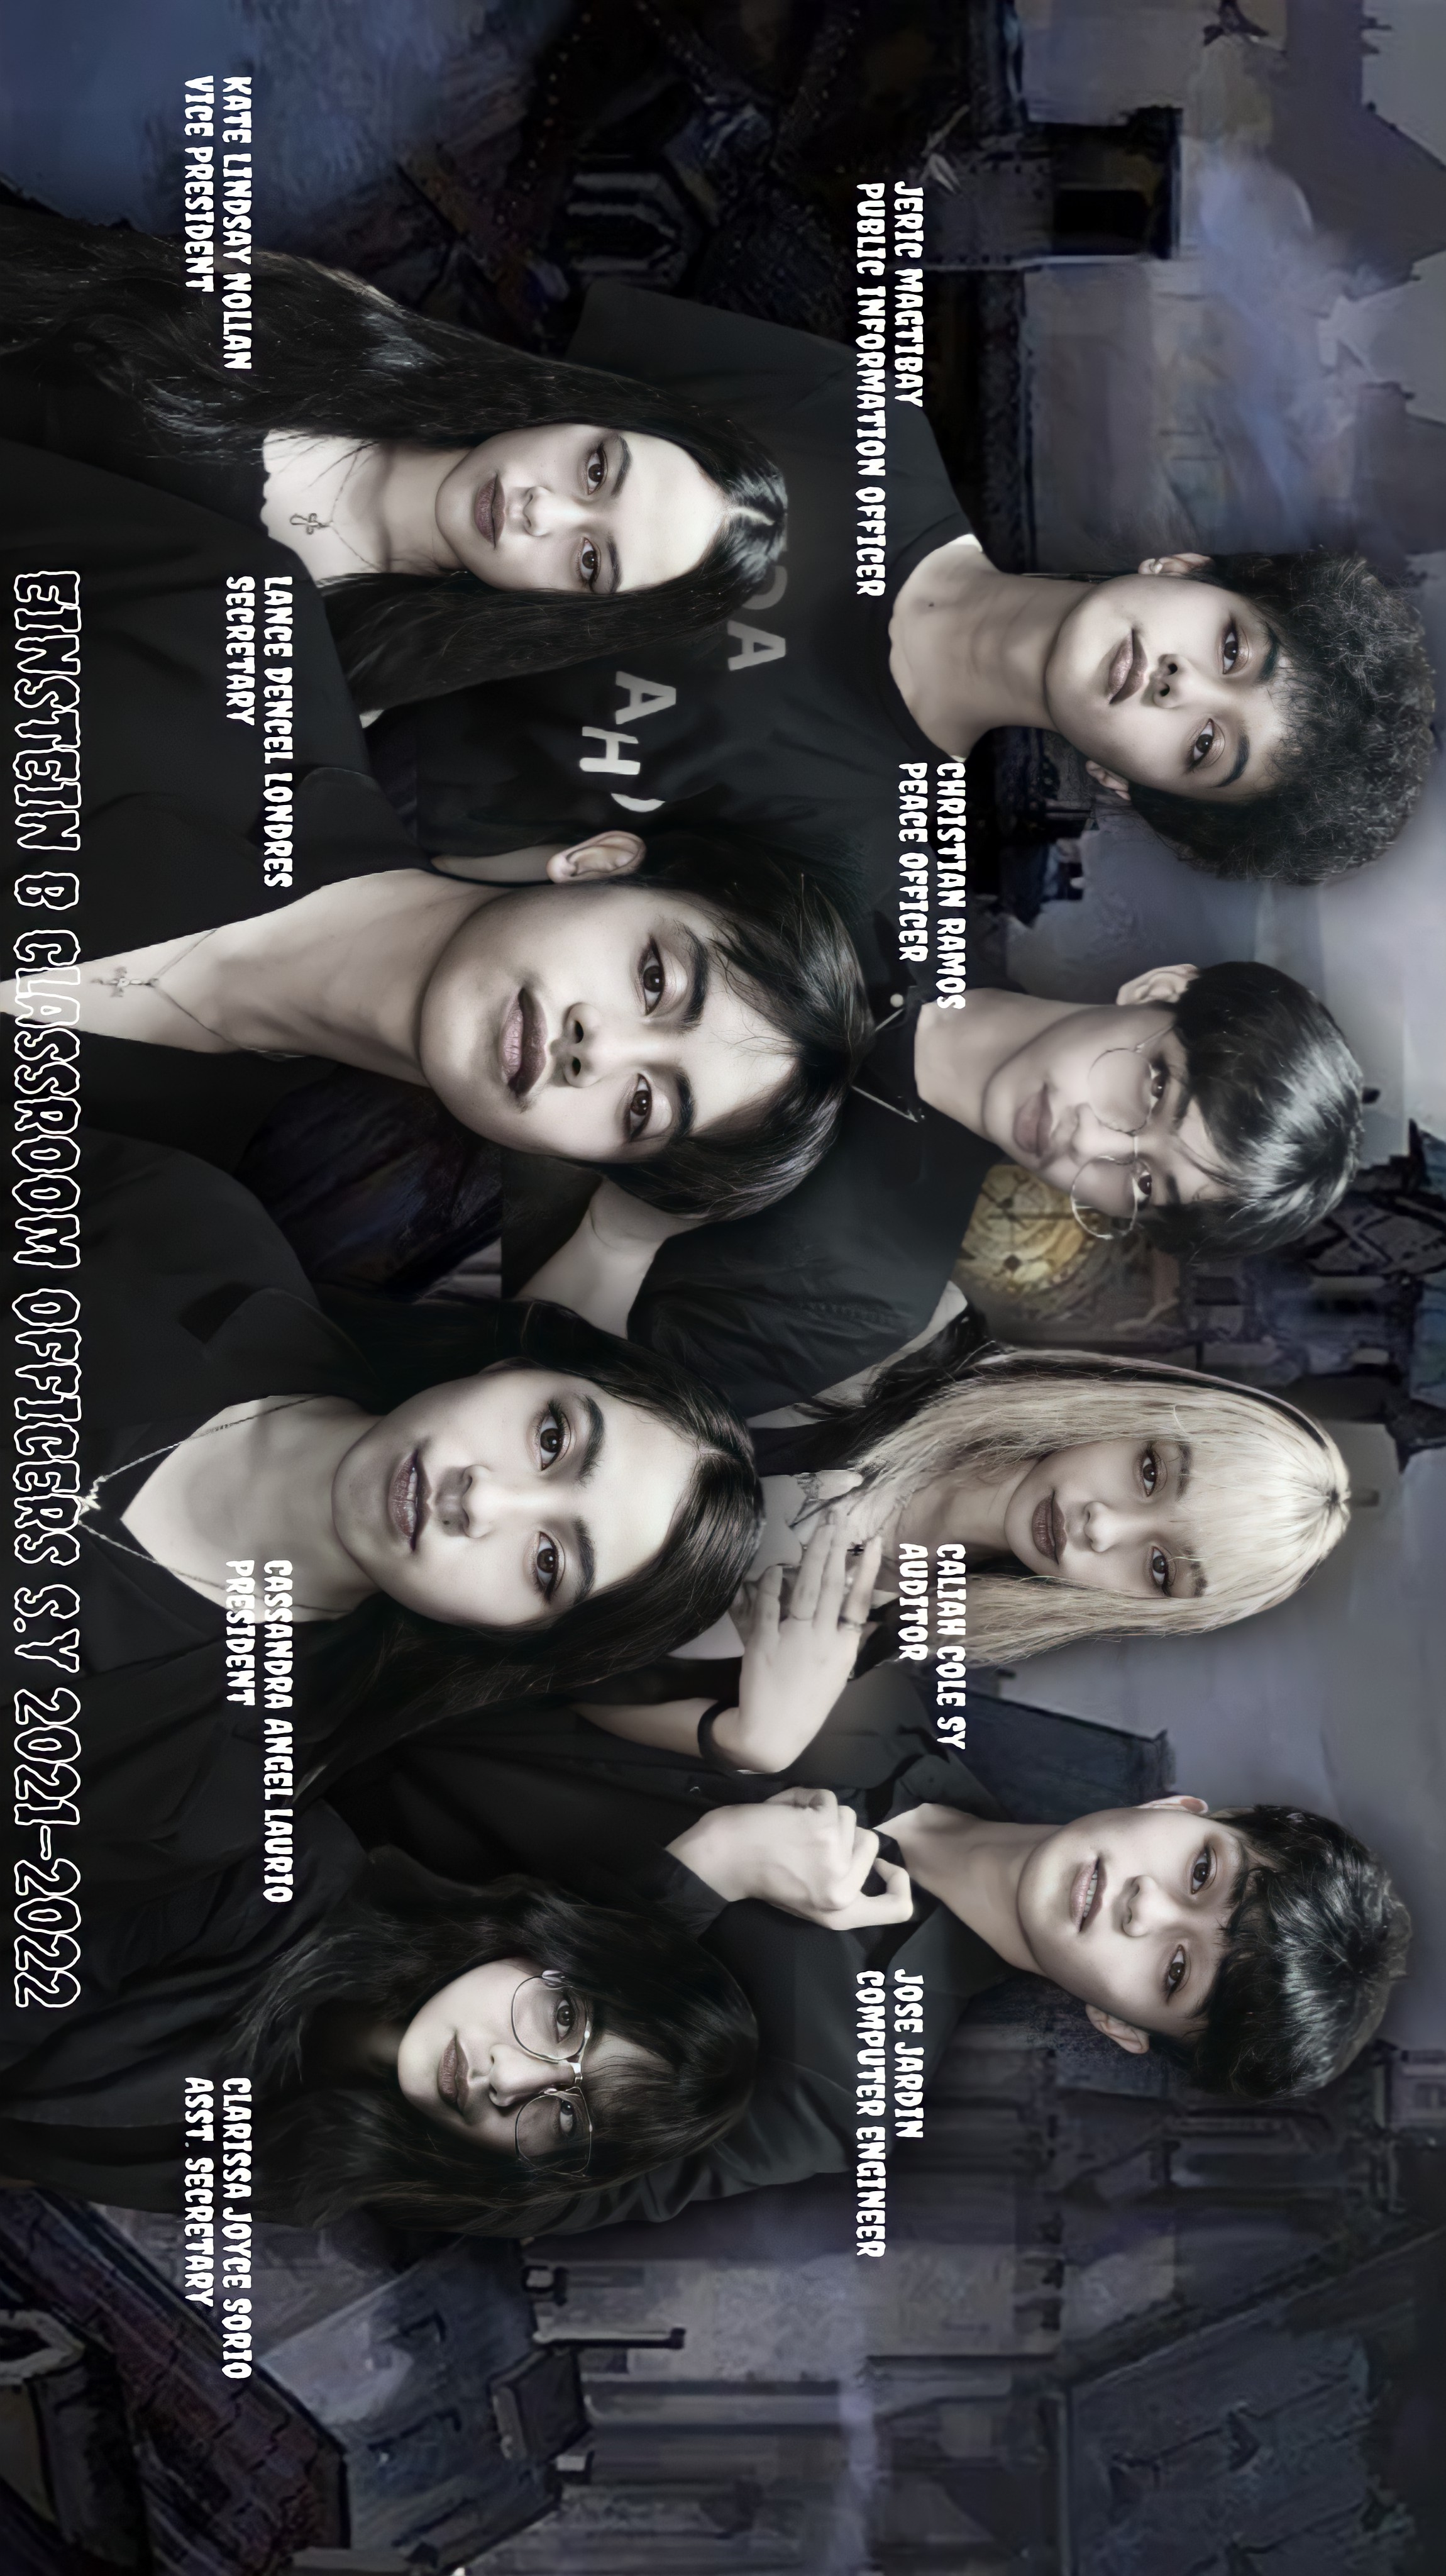 JERIC MAGTIBAY
PUBLIC INFORMATION OFFICER
CHRISTIAN RAMOS
PEACE OFFICER
CALIAH COLE SY
AUDITOR
JOSE JARDIN
COMPUTER ENGINEER
KATE LINDSAY NOLLAN
VICE PRESIDENT
LANCE DENCEL LONDRES
SECRETARY
CASSANDRA ANGEL LAURIO
PRESIDENT
CLARISSA JOYCE SORIO
ASST. SECRETARY
EINSTEIN B CLASSROOM OFFICERS S.Y 2021-2022